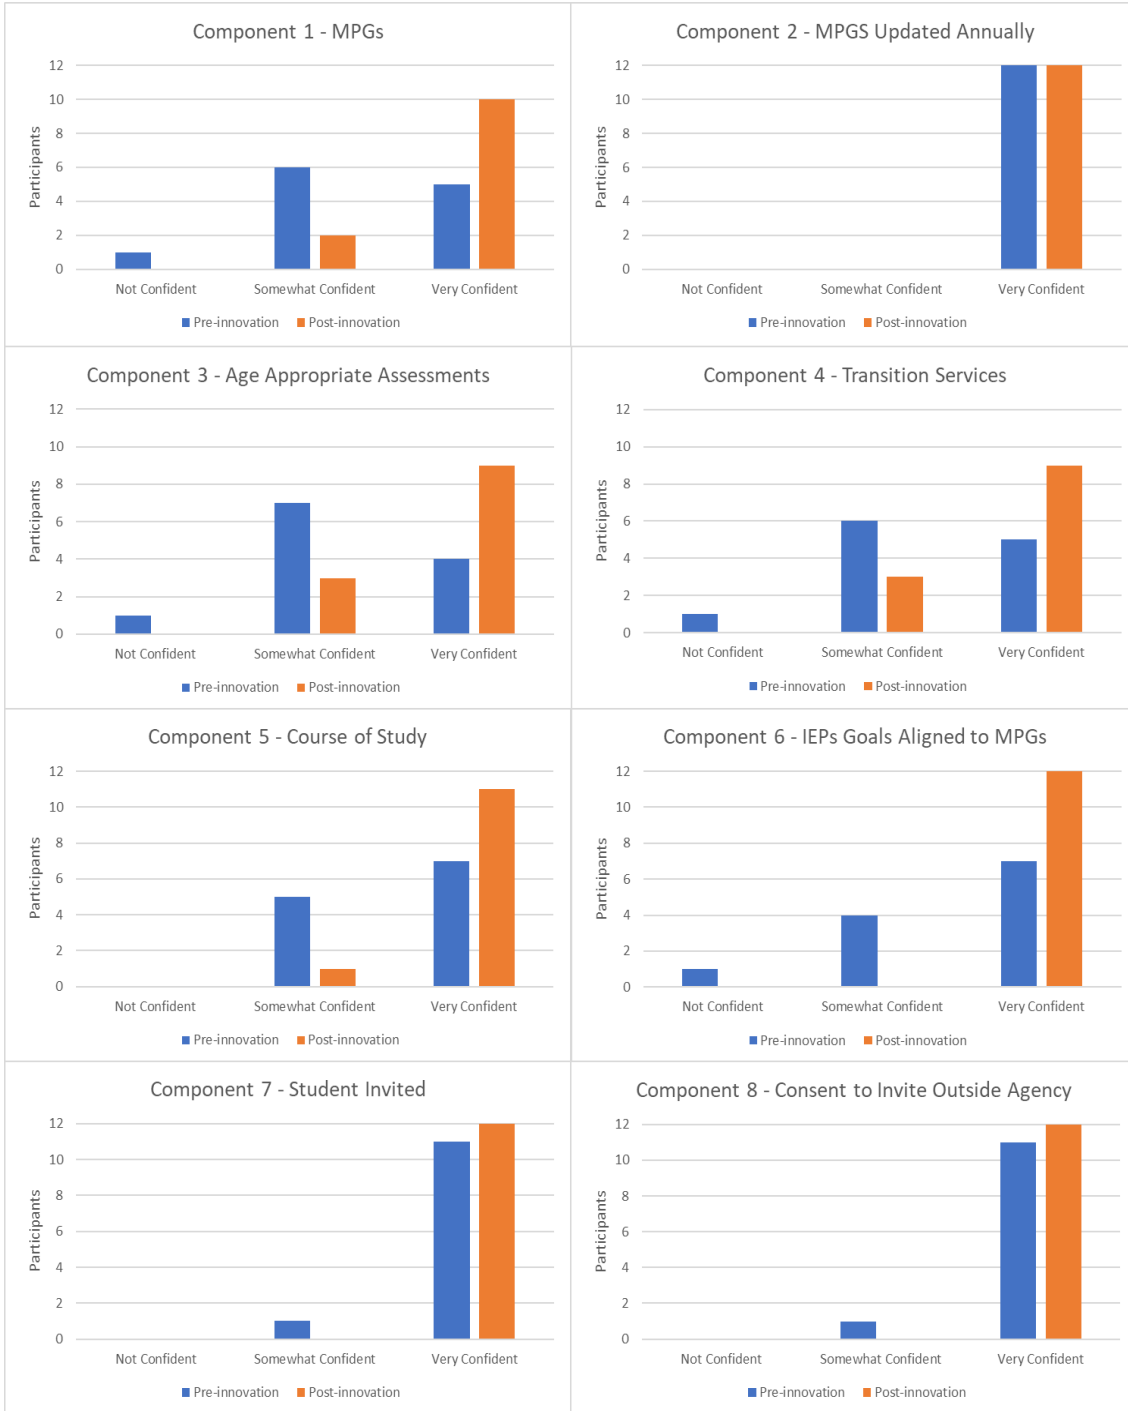 Component 1 - MPGs
12
10
8
6
4
2
0
Participants
Not Confident Somewhat Confident Very Confident
Pre-innovation Post-innovation
Component 2 - MPGS Updated Annually
12
10
8
6
4
2
0
Participants
Not Confident Somewhat Confident Very Confident
Pre-innovation Post-innovation
Component 3 - Age Appropriate Assessments
12
10
8
6
4
2
0
Participants
Not Confident Somewhat Confident Very Confident
Pre-innovation Post-innovation
Component 4 - Transition Services
12
10
8
6
4
2
0
Participants
Not Confident Somewhat Confident Very Confident
Pre-innovation Post-innovation
Component 5 - Course of Study
12
10
8
6
4
2
0
Participants
Not Confident Somewhat Confident Very Confident
Pre-innovation Post-innovation
Component 6 - IEPs Goals Aligned to MPGs
12
10
8
6
4
2
0
Participants
Not Confident Somewhat Confident Very Confident
Pre-innovation Post-innovation
Component 7 - Student Invited
12
10
8
6
4
2
0
Participants
Not Confident Somewhat Confident Very Confident
Pre-innovation Post-innovation
Component 8 - Consent to Invite Outside Agency
12
10
8
6
4
2
0
Participants
Not Confident Somewhat Confident Very Confident
Pre-innovation Post-innovation